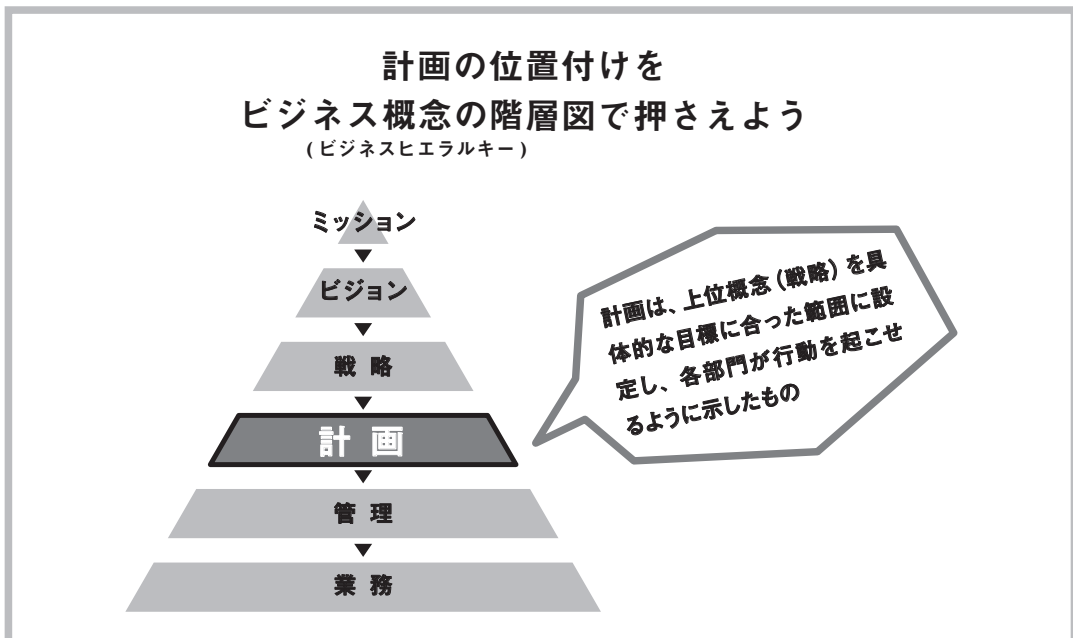 計画の位置付けを
ビジネス概念の階層図で押さえよう
(ビジネスヒエラルキー)
ミッション
ビジョン
戦 略
計 画
管 理
業 務
計画は、上位概念(戦略)を具
体的な目標に合った範囲に設
定し、各部門が行動を起こせ
るように示したもの